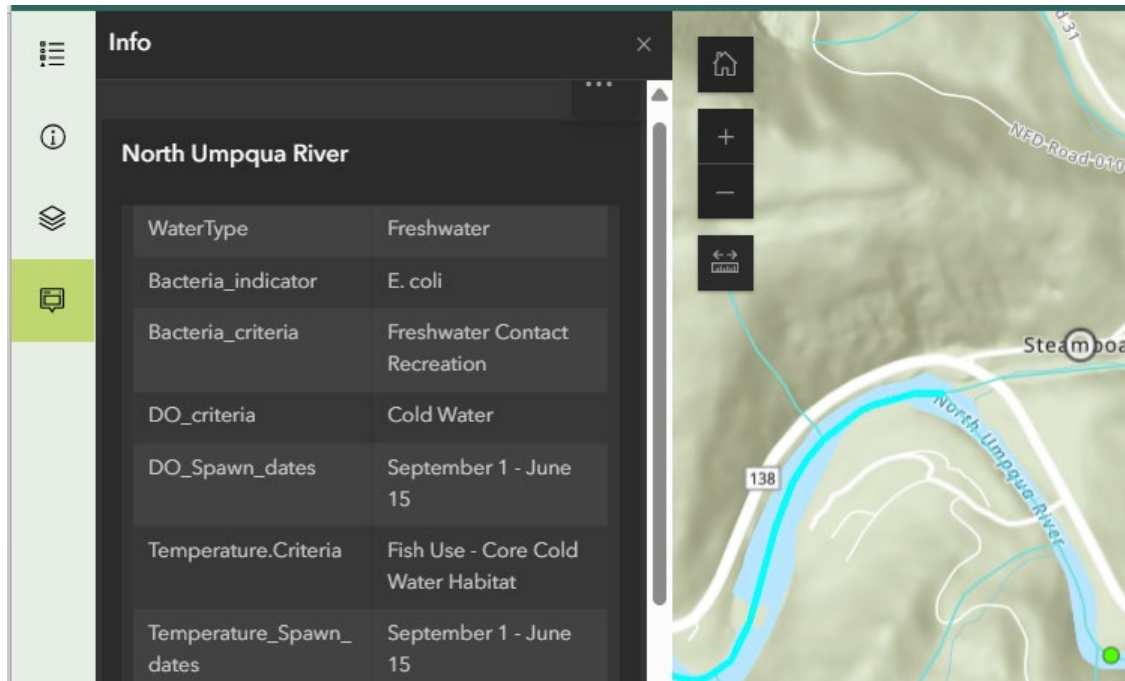 Info
North Umpqua River
WaterType Freshwater
Bacteria_indicator E. coli
Bacteria_criteria Freshwater Contact
Recreation
DO_criteria Cold Water
DO_Spawn_dates September 1 - June
15
Temperature.Criteria Fish Use - Core Cold
Water Habitat
Temperature_Spawn_ September 1 - June
dates 15
d-31
NFD-Road-010
Steamboa
North Umpqua River
138